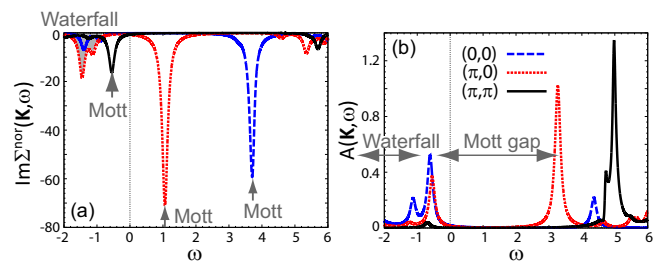 Waterfall
0
-20
-40
-60
-80
ImΣ^nor(K,ω)
Mott
Mott
Mott
(a)
-2 -1 0 1 2 3 4 5 6
ω
(b)
(0,0)
(π,0)
(π,π)
1.2
0.8
0.4
0
A(K,ω)
Waterfall
Mott gap
-2 -1 0 1 2 3 4 5 6
ω